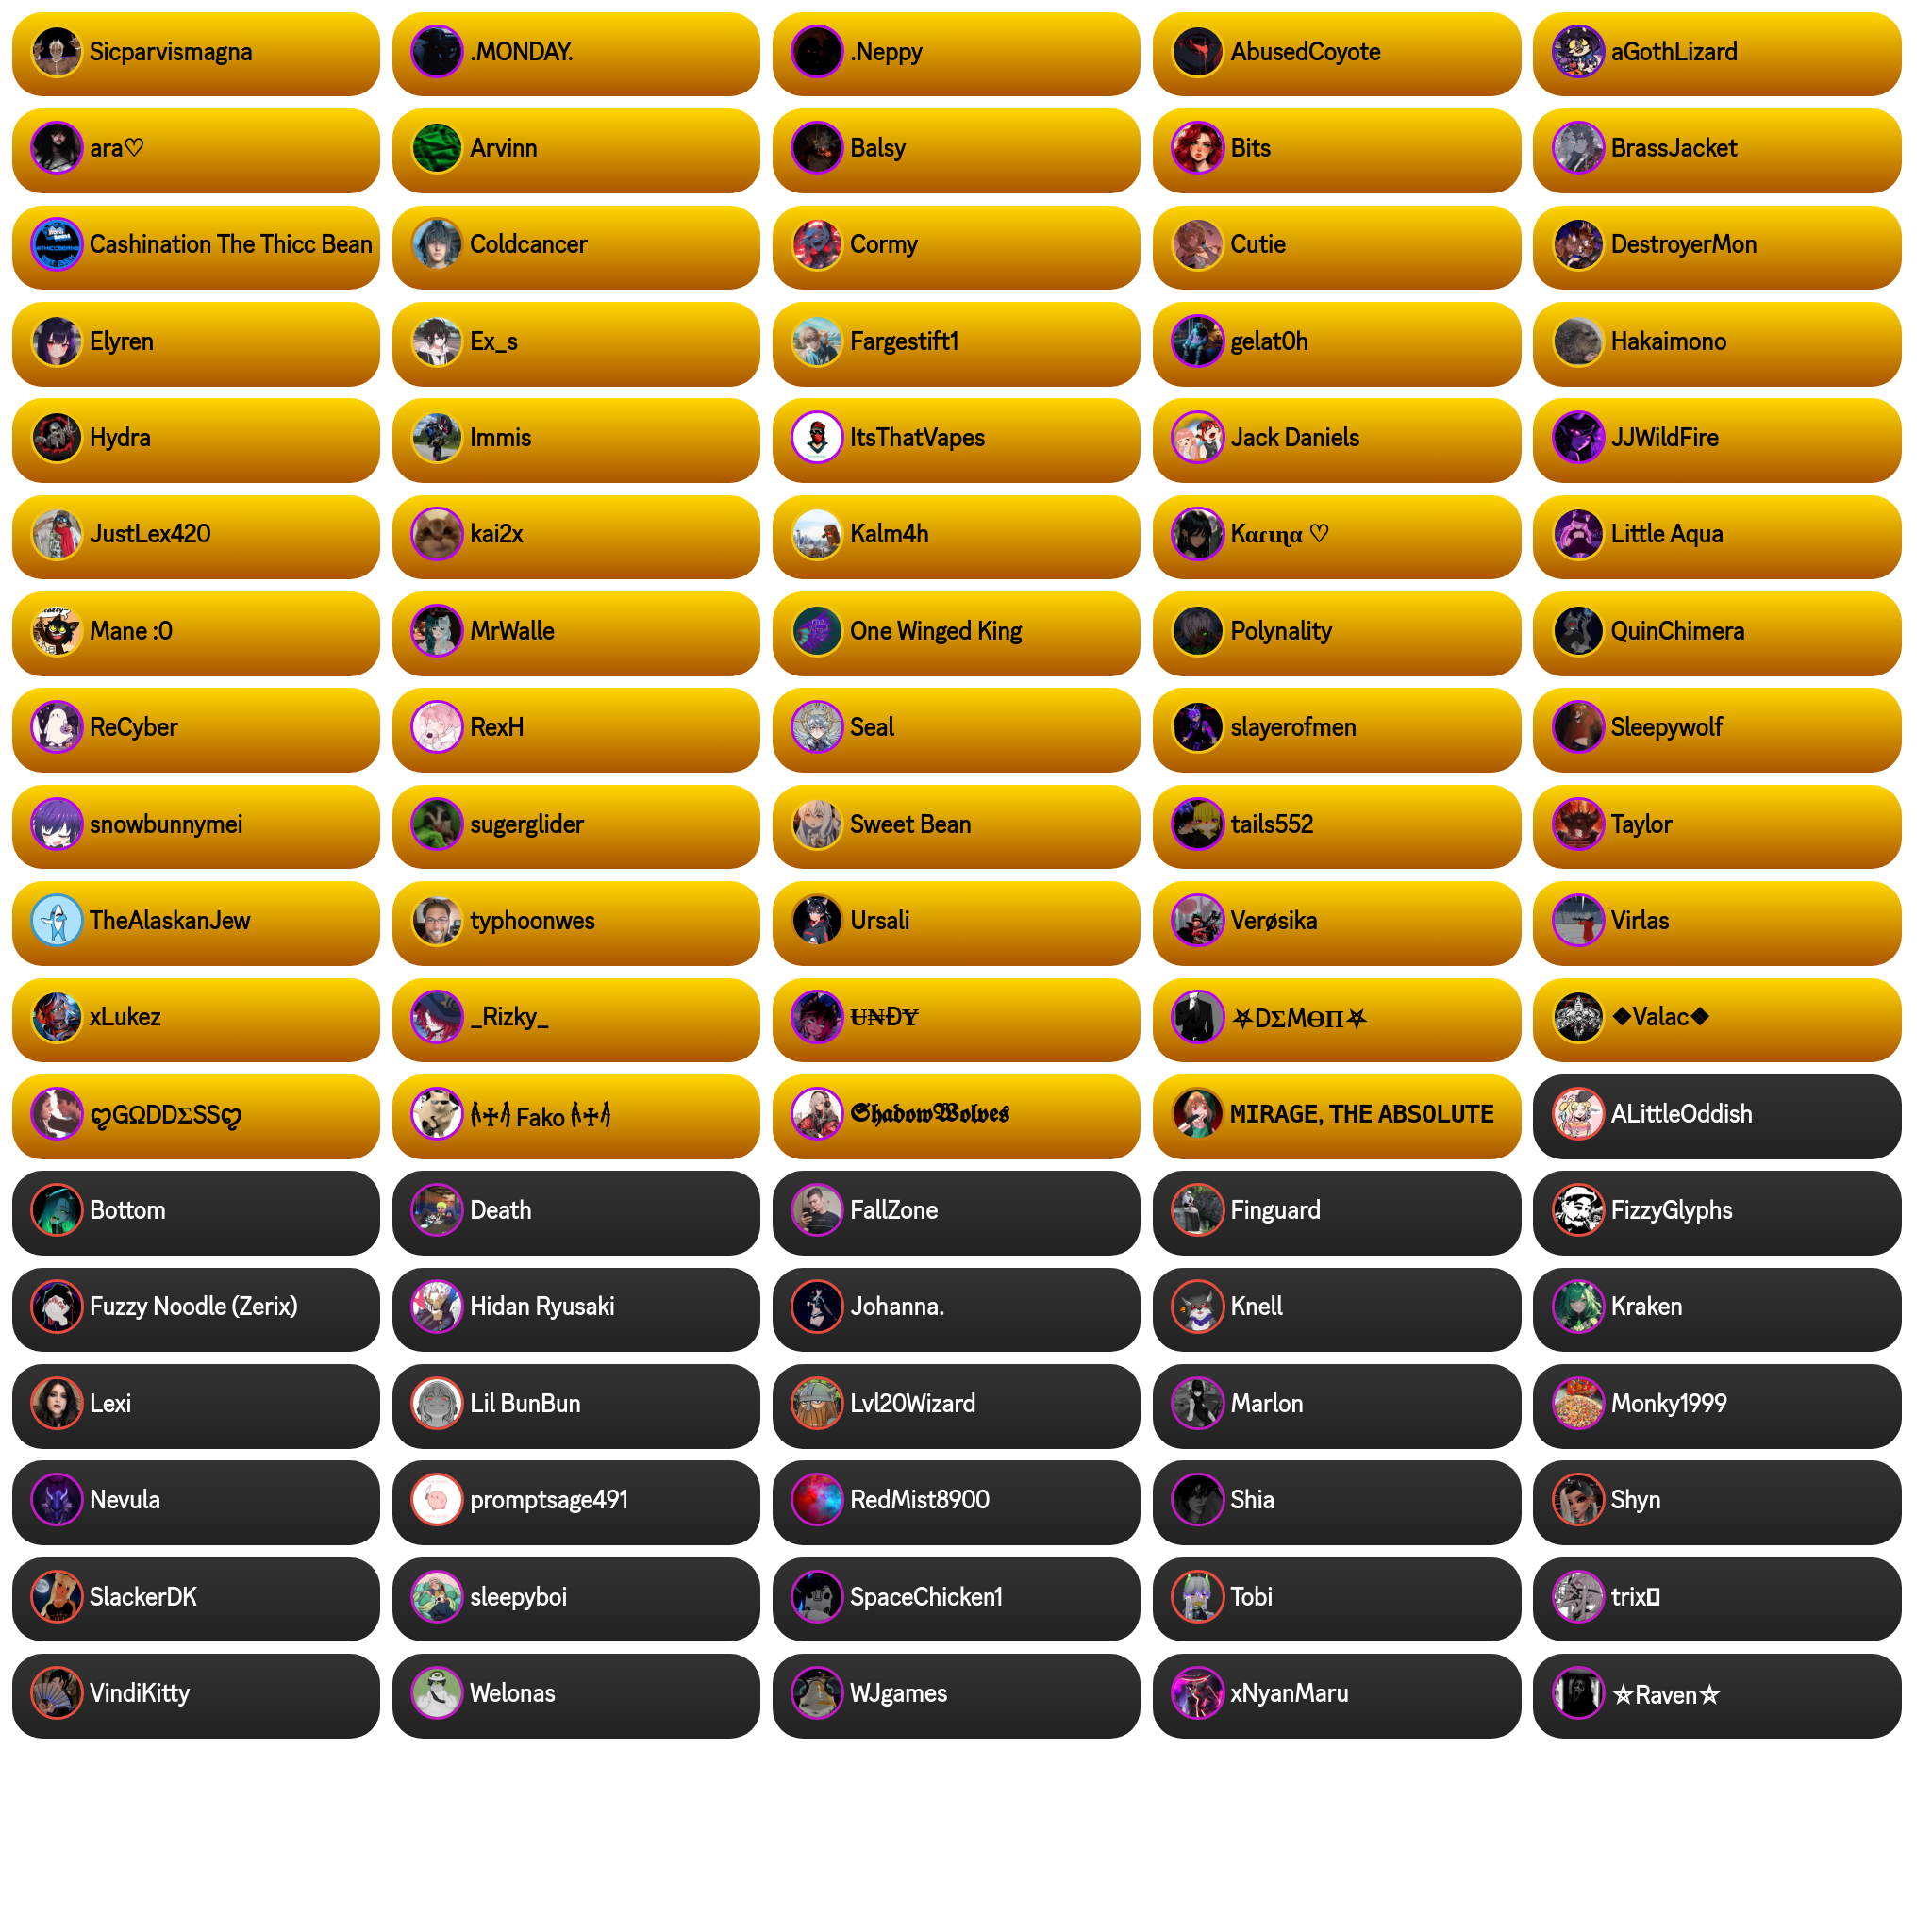 Sicparvismagna
.MONDAY.
.Neppy
AbusedCoyote
aGothLizard
ara♡
Arvinn
Balsy
Bits
BrassJacket
Cashination The Thicc Bean
Coldcancer
Cormy
Cutie
DestroyerMon
Elyren
Ex_s
Fargestift1
gelat0h
Hakaimono
Hydra
Immis
ItsThatVapes
Jack Daniels
JJWildFire
JustLex420
kai2x
Kalm4h
Kαɾιɳα ♡
Little Aqua
Mane :0
MrWalle
One Winged King
Polynality
QuinChimera
ReCyber
RexH
Seal
slayerofmen
Sleepywolf
snowbunnymei
sugerglider
Sweet Bean
tails552
Taylor
TheAlaskanJew
typhoonwes
Ursali
Verøsika
Virlas
xLukez
_Rizky_
Ʉ₦ĐɎ
⛧DΣMӨП⛧
❖Valac❖
ღGΩDDΣSSღ
Fako
𝕾𝖍𝖆𝖉𝖔𝖜𝖂𝖔𝖑𝖛𝖊𝖘
MIRAGE, THE ABSOLUTE
ALittleOddish
Bottom
Death
FallZone
Finguard
FizzyGlyphs
Fuzzy Noodle (Zerix)
Hidan Ryusaki
Johanna.
Knell
Kraken
Lexi
Lil BunBun
Lvl20Wizard
Marlon
Monky1999
Nevula
promptsage491
RedMist8900
Shia
Shyn
SlackerDK
sleepyboi
SpaceChicken1
Tobi
trix
VindiKitty
Welonas
WJgames
xNyanMaru
⛤Raven⛤